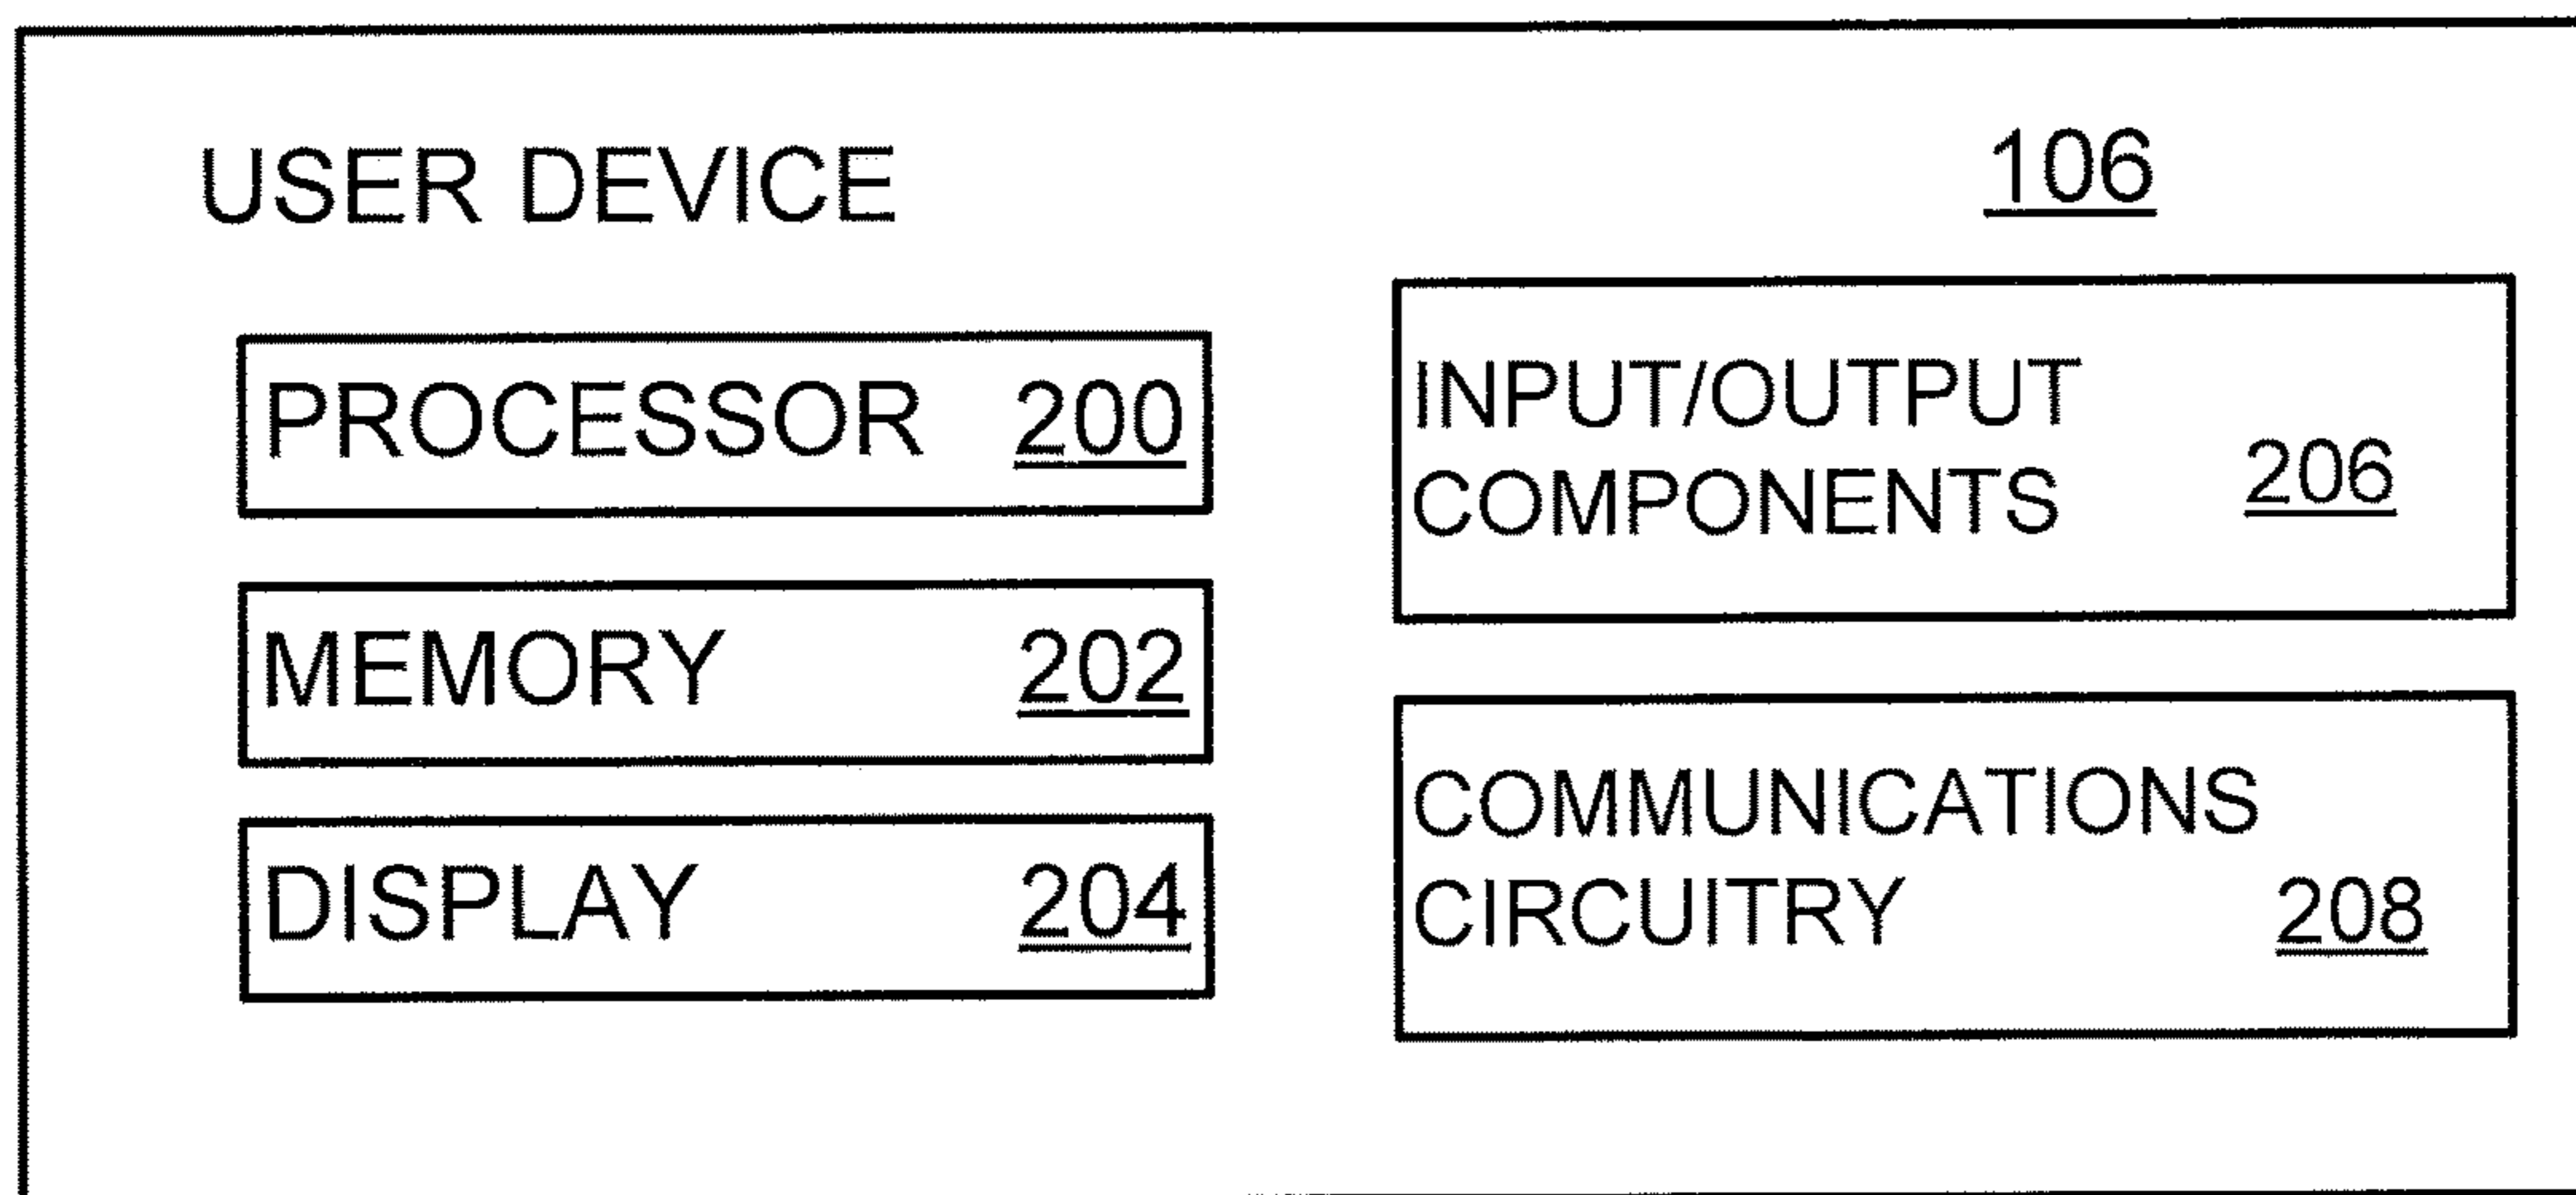 USER DEVICE 106
PROCESSOR 200
MEMORY 202
DISPLAY 204
INPUT/OUTPUT
COMPONENTS 206
COMMUNICATIONS
CIRCUITRY 208